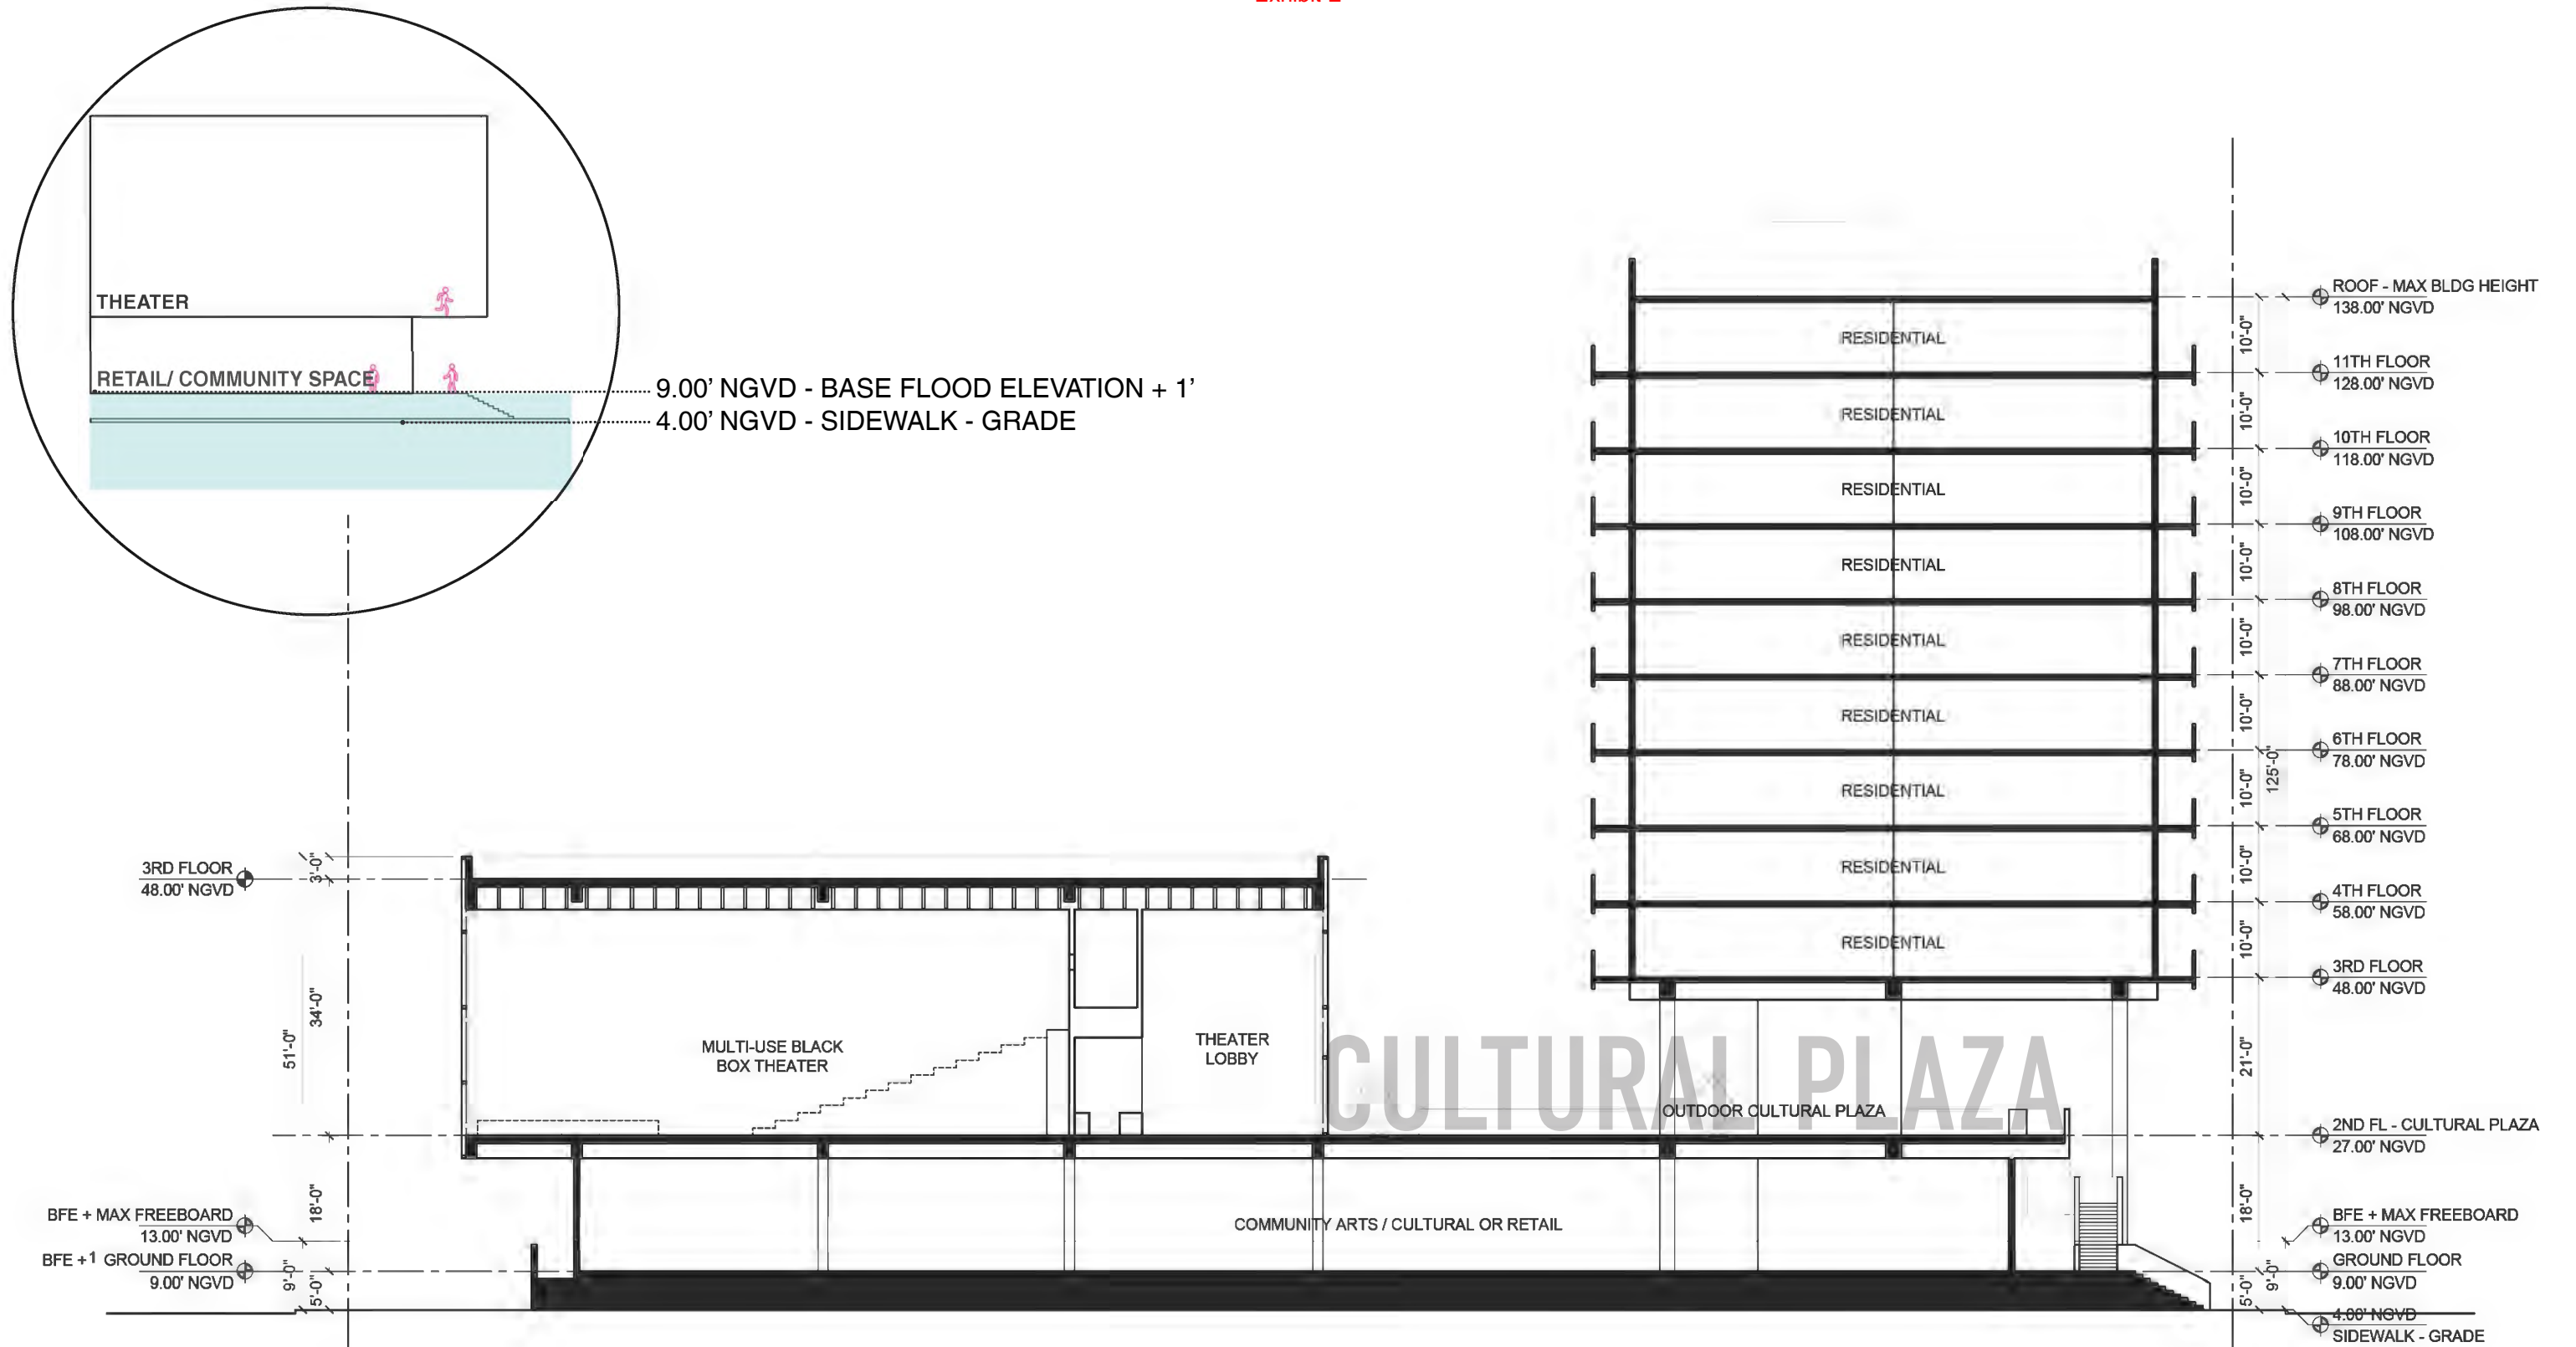 THEATER
RETAIL/ COMMUNITY SPACE
9.00’ NGVD - BASE FLOOD ELEVATION + 1’
4.00’ NGVD - SIDEWALK - GRADE
ROOF - MAX BLDG HEIGHT
138.00' NGVD
10'-0"
RESIDENTIAL
11TH FLOOR
128.00' NGVD
10'-0"
RESIDENTIAL
10TH FLOOR
118.00' NGVD
10'-0"
RESIDENTIAL
9TH FLOOR
108.00' NGVD
10'-0"
RESIDENTIAL
8TH FLOOR
98.00' NGVD
10'-0"
RESIDENTIAL
7TH FLOOR
88.00' NGVD
10'-0"
RESIDENTIAL
6TH FLOOR
78.00' NGVD
125'-0"
10'-0"
RESIDENTIAL
5TH FLOOR
68.00' NGVD
10'-0"
RESIDENTIAL
4TH FLOOR
58.00' NGVD
10'-0"
RESIDENTIAL
3RD FLOOR
48.00' NGVD
21'-0"
2ND FL - CULTURAL PLAZA
27.00' NGVD
18'-0"
BFE + MAX FREEBOARD
13.00' NGVD
GROUND FLOOR
9.00' NGVD
9'-0"
5'-0"
4.00' NGVD
SIDEWALK - GRADE
3RD FLOOR
48.00' NGVD
3'-0"
34'-0"
51'-0"
MULTI-USE BLACK
BOX THEATER
THEATER
LOBBY
CULTURAL PLAZA
OUTDOOR CULTURAL PLAZA
18'-0"
COMMUNITY ARTS / CULTURAL OR RETAIL
BFE + MAX FREEBOARD
13.00' NGVD
BFE +1 GROUND FLOOR
9.00' NGVD
9'-0"
5'-0"